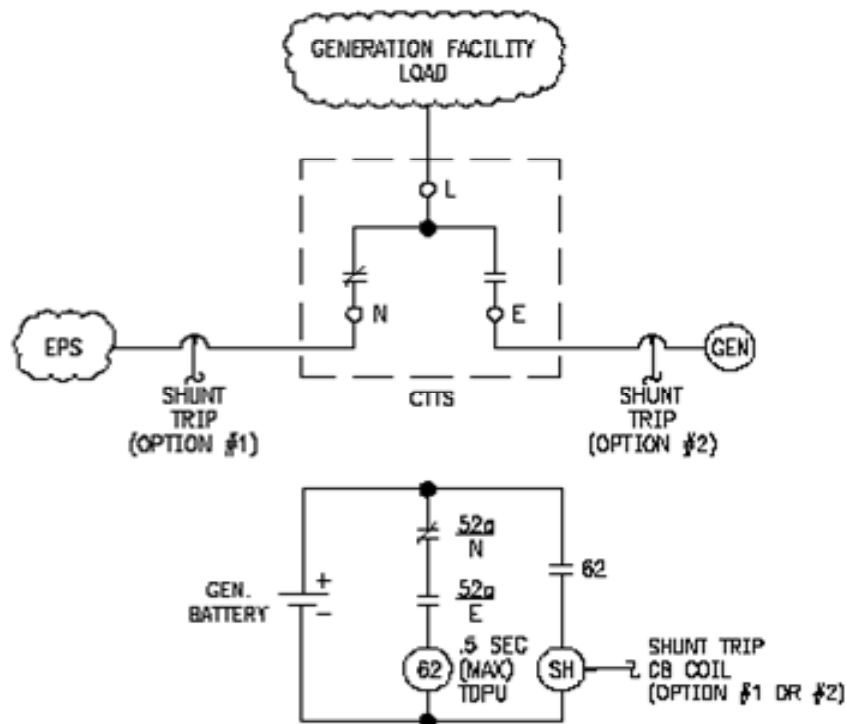 GENERATION FACILITY
LOAD
L
N
E
EPS
GEN
SHUNT
TRIP
(OPTION #1)
CTTS
SHUNT
TRIP
(OPTION #2)
GEN.
BATTERY
+
-
52a
N
52a
E
62
.5 SEC
(MAX)
TDPU
62
SH
SHUNT TRIP
CB COIL
(OPTION #1 OR #2)